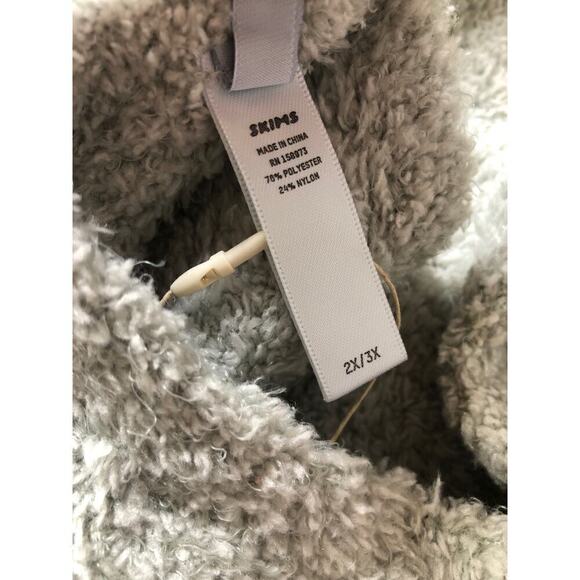 SKIMS
MADE IN CHINA
RN 158973
76% POLYESTER
24% NYLON
2X/3X